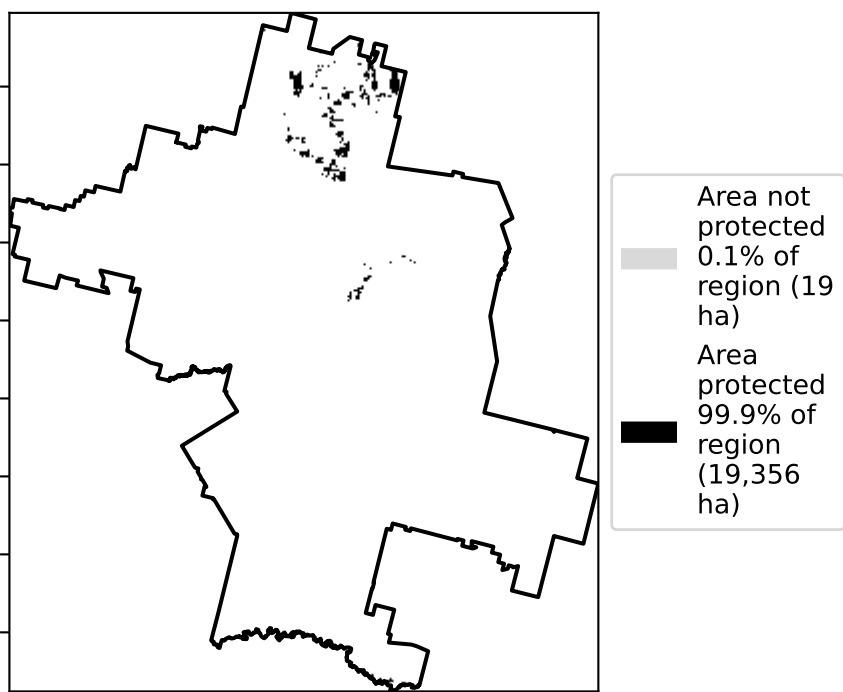 Area not
protected
0.1% of
region (19
ha)
Area
protected
99.9% of
region
(19,356
ha)